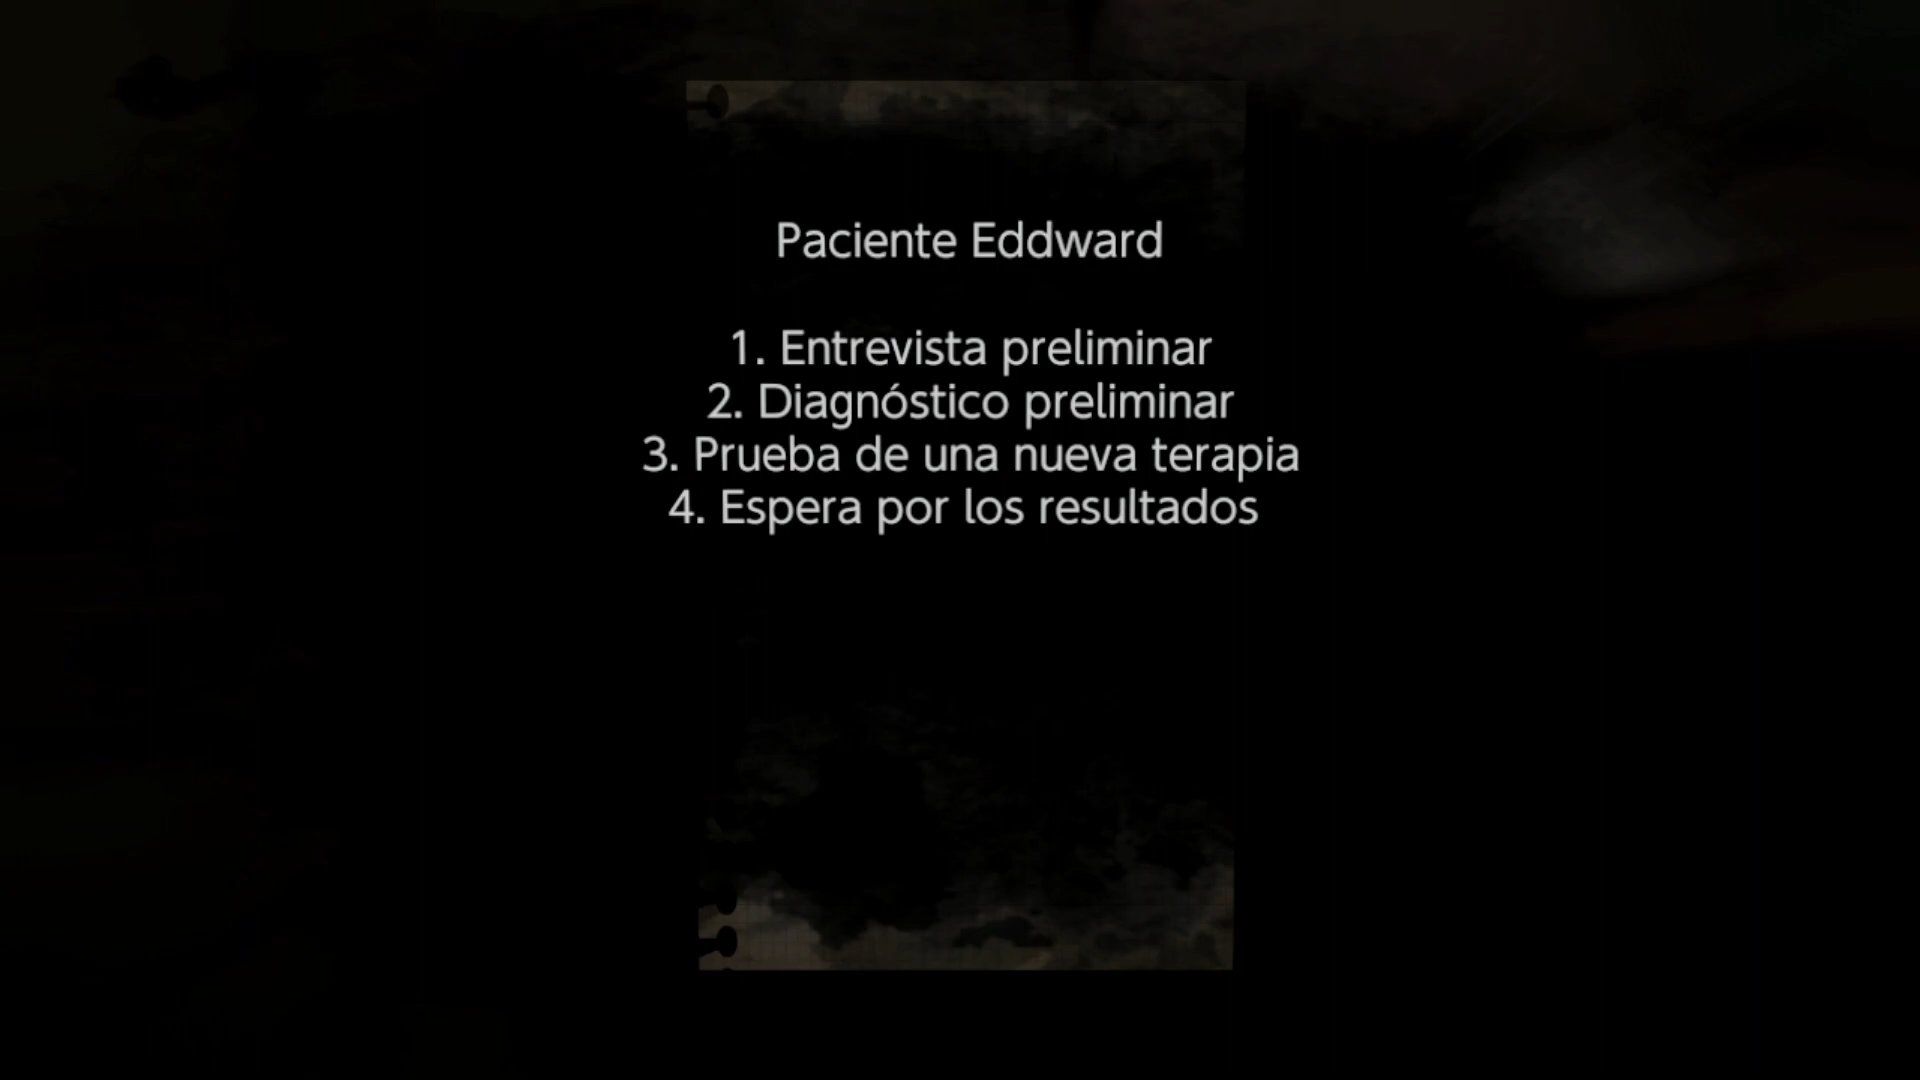 Paciente Eddward
1. Entrevista preliminar
2. Diagnóstico preliminar
3. Prueba de una nueva terapia
4. Espera por los resultados